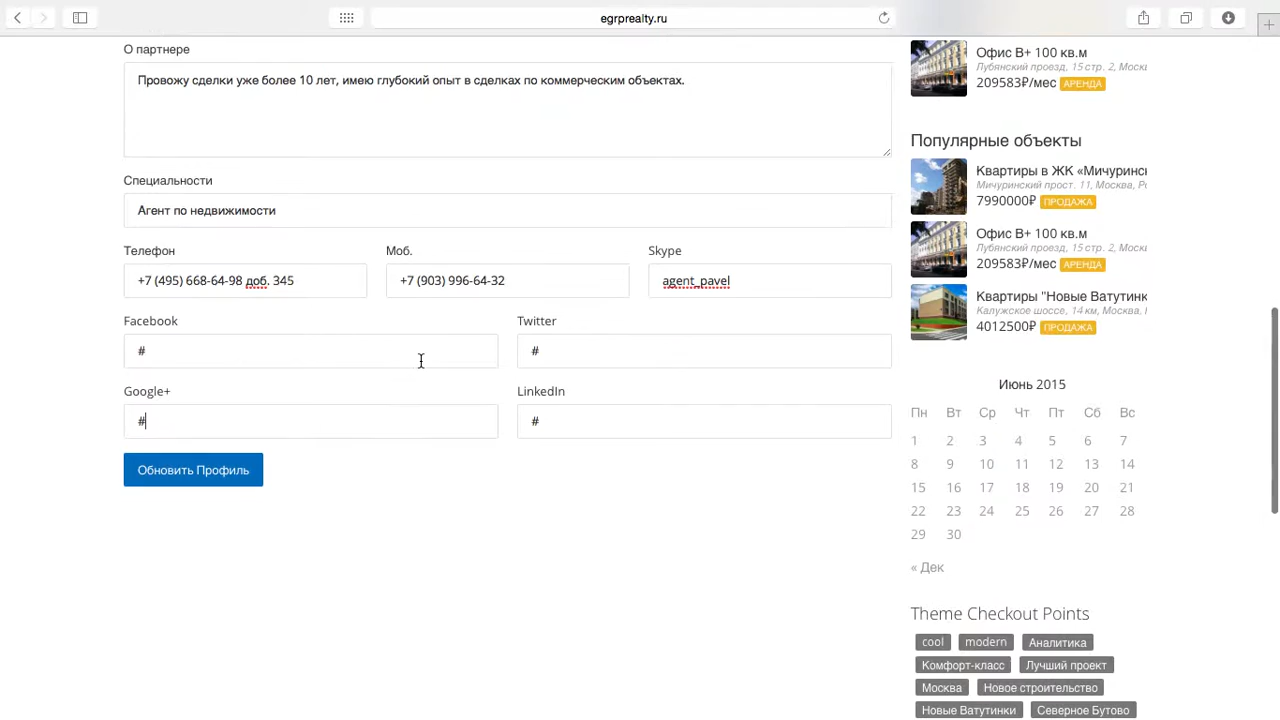 egrprealty.ru
О партнере
Провожу сделки уже более 10 лет, имею высокий опыт в сделках по коммерческим объектах.
Специальности
Агент по недвижимости
Телефон
Моб.
Skype
+7 (495) 668-64-98 доб. 345
+7 (903) 996-64-32
agent_pavel
Facebook
Twitter
#
#
Google+
LinkedIn
#
#
Обновить Профиль
Офис B+ 100 кв.м
Лубянский проезд, 15 стр. 2, Москв
209583₽/мес АРЕНДА
Популярные объекты
Квартиры в ЖК «Мичуринск
Мичуринский прост. 11, Москва, Ро
7990000₽ ПРОДАЖА
Офис B+ 100 кв.м
Лубянский проезд, 15 стр. 2, Москв
209583₽/мес АРЕНДА
Квартиры "Новые Ватутинк
Калужское шоссе, 14 км, Москва,
4012500₽ ПРОДАЖА
Июнь 2015
Пн Вт Ср Чт Пт Сб Вс
1 2 3 4 5 6 7
8 9 10 11 12 13 14
15 16 17 18 19 20 21
22 23 24 25 26 27 28
29 30
« Дек
Theme Checkout Points
cool modern Аналитика
Комфорт-класс Лучший проект
Москва Новое строительство
Новые Ватутинки Северное Бутово